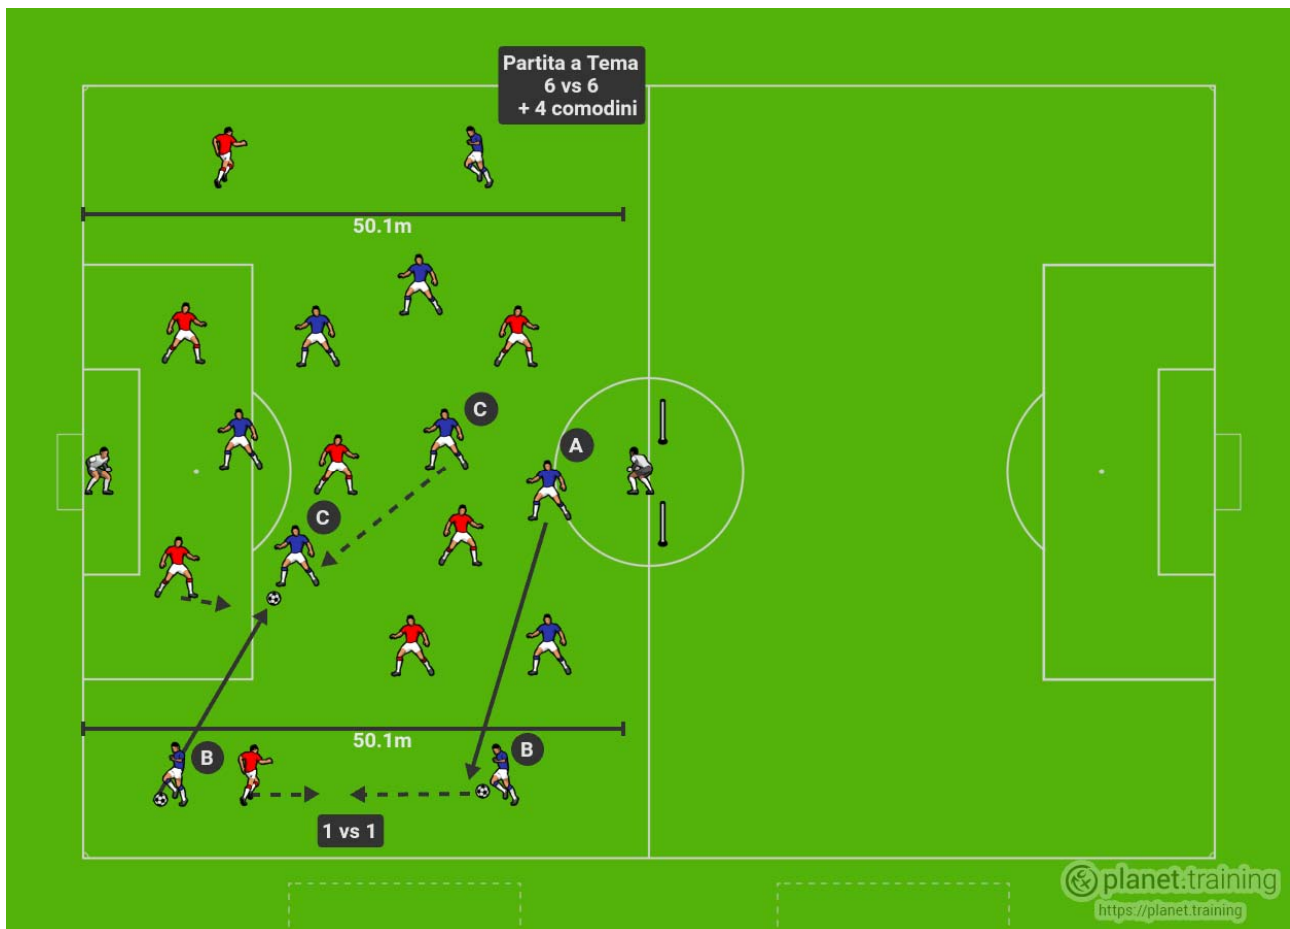 Partita a Tema
6 vs 6
+ 4 comodini
50.1m
C
A
C
50.1m
B
B
1 vs 1
planet.training
https://planet.training